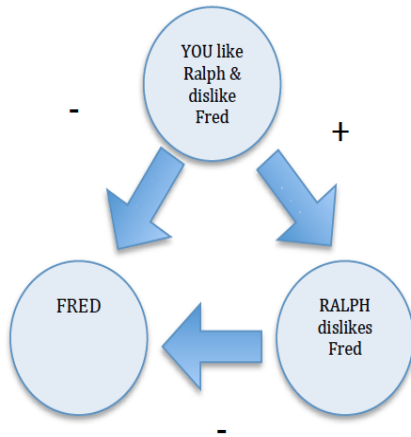 YOU like
Ralph &
dislike
Fred
-
+
FRED
RALPH
dislikes
Fred
-